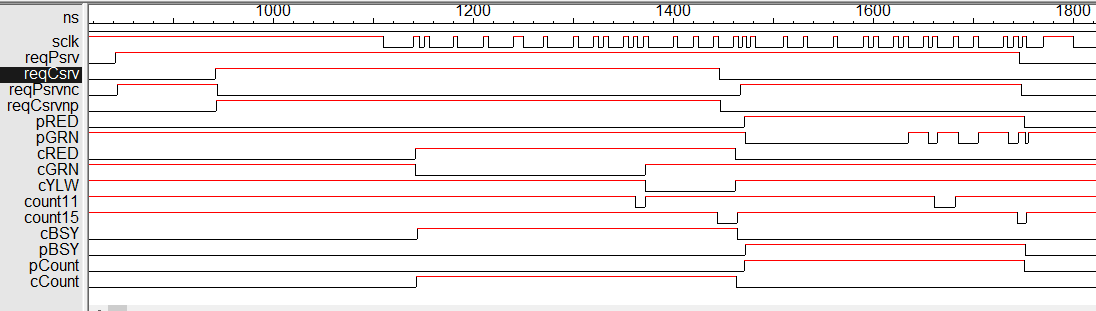 ns 1000 1200 1400 1600 1800
sclk
reqPsrv
reqCsrv
reqPsrvnc
reqCsrvnp
pRED
pGRN
cRED
cGRN
cYLW
count11
count15
cBSY
pBSY
pCount
cCount